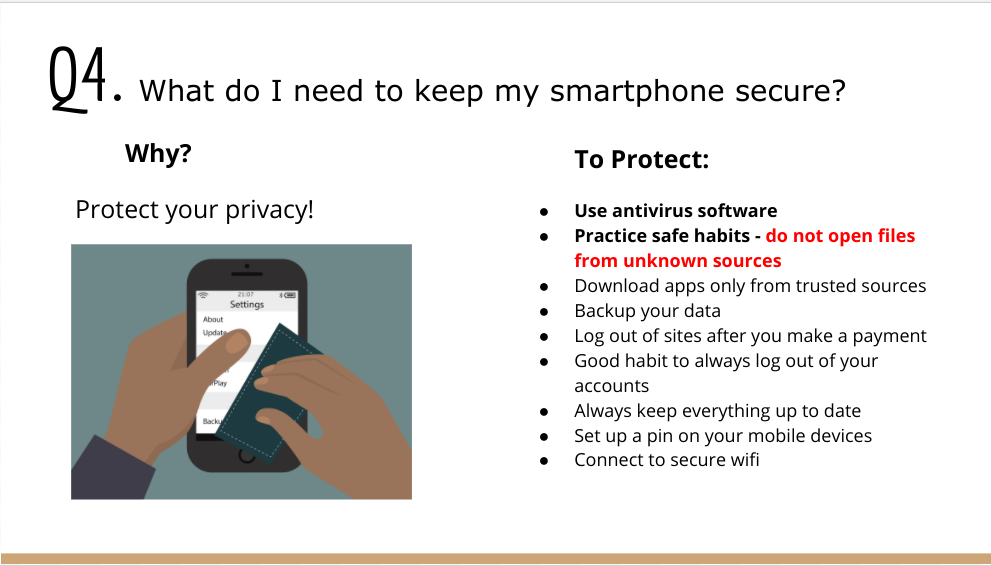 Q4. What do I need to keep my smartphone secure?
Why?
Protect your privacy!
21:07
Settings
About
Update
Play
Backu
To Protect:
● Use antivirus software
● Practice safe habits - do not open files
from unknown sources
● Download apps only from trusted sources
● Backup your data
● Log out of sites after you make a payment
● Good habit to always log out of your
accounts
● Always keep everything up to date
● Set up a pin on your mobile devices
● Connect to secure wifi